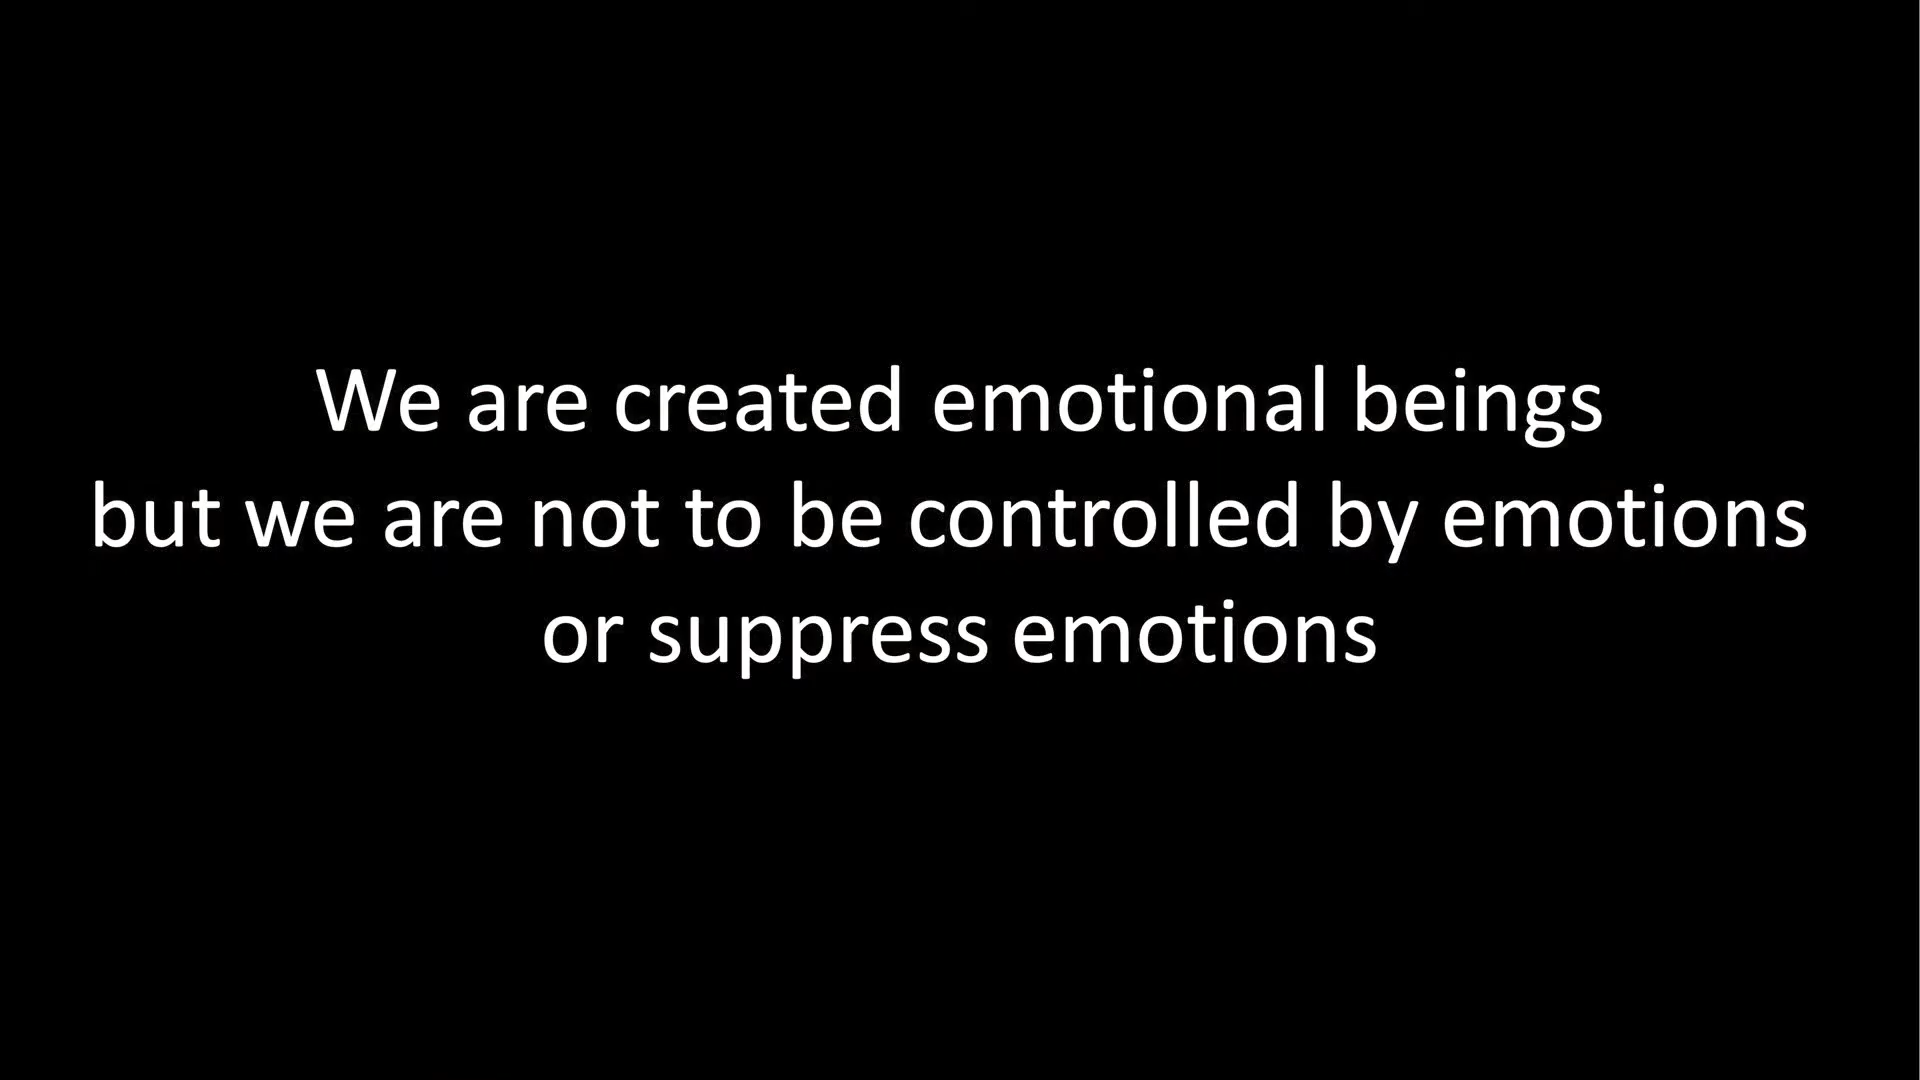 We are created emotional beings
but we are not to be controlled by emotions
or suppress emotions